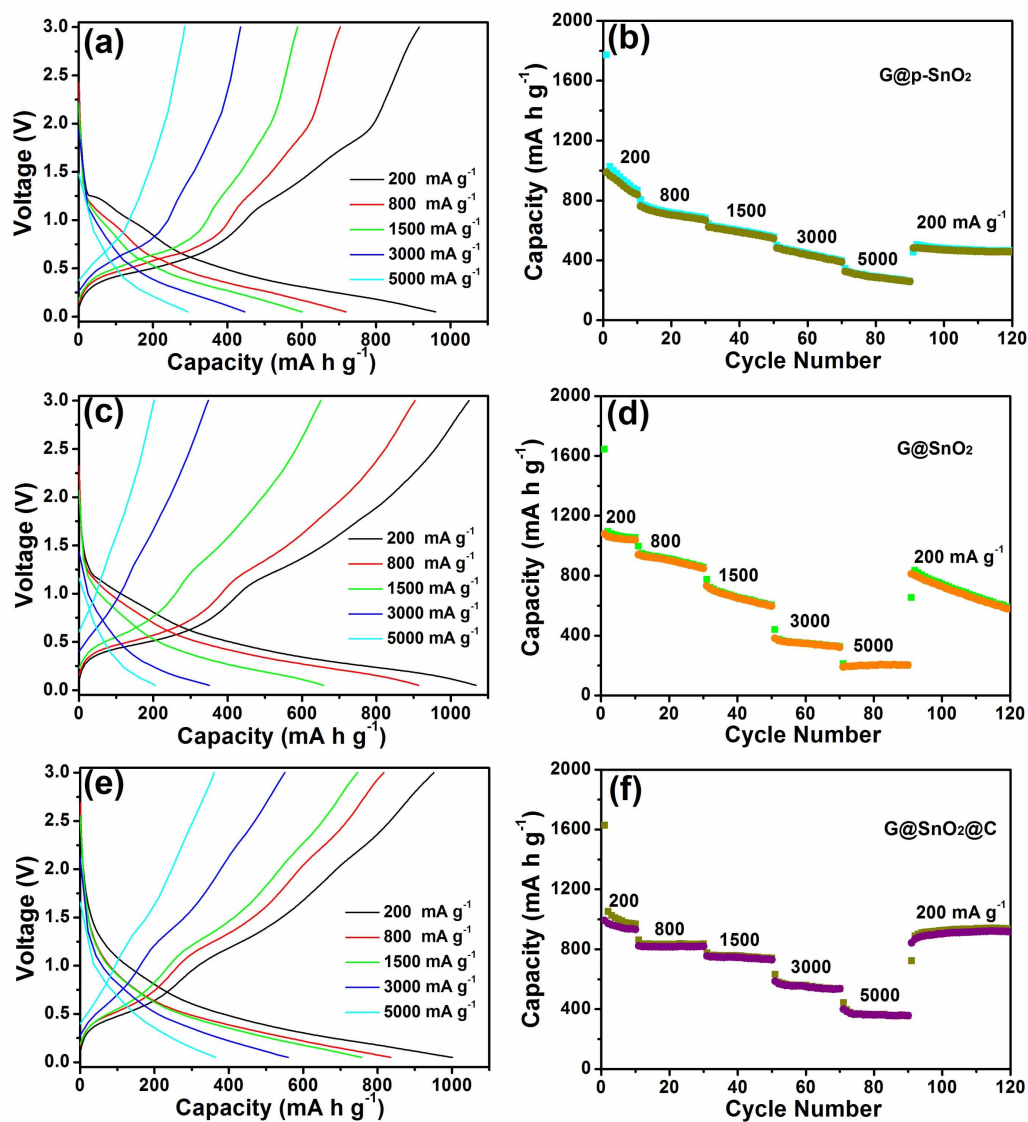 (a)
3.0
2.5
2.0
1.5
1.0
0.5
0.0
Voltage (V)
200 mA g-1
800 mA g-1
1500 mA g-1
3000 mA g-1
5000 mA g-1
0 200 400 600 800 1000
Capacity (mA h g-1)
(b)
2000
1600
1200
800
400
0
Capacity (mA h g-1)
G@p-SnO2
200
800
1500
3000
5000
200 mA g-1
0 20 40 60 80 100 120
Cycle Number
(c)
3.0
2.5
2.0
1.5
1.0
0.5
0.0
Voltage (V)
200 mA g-1
800 mA g-1
1500 mA g-1
3000 mA g-1
5000 mA g-1
0 200 400 600 800 1000
Capacity (mA h g-1)
(d)
2000
1600
1200
800
400
0
Capacity (mA h g-1)
G@SnO2
200
800
1500
3000
5000
200 mA g-1
0 20 40 60 80 100 120
Cycle Number
(e)
3.0
2.5
2.0
1.5
1.0
0.5
0.0
Voltage (V)
200 mA g-1
800 mA g-1
1500 mA g-1
3000 mA g-1
5000 mA g-1
0 200 400 600 800 1000
Capacity (mA h g-1)
(f)
2000
1600
1200
800
400
0
Capacity (mA h g-1)
G@SnO2@C
200
800
1500
3000
5000
200 mA g-1
0 20 40 60 80 100 120
Cycle Number